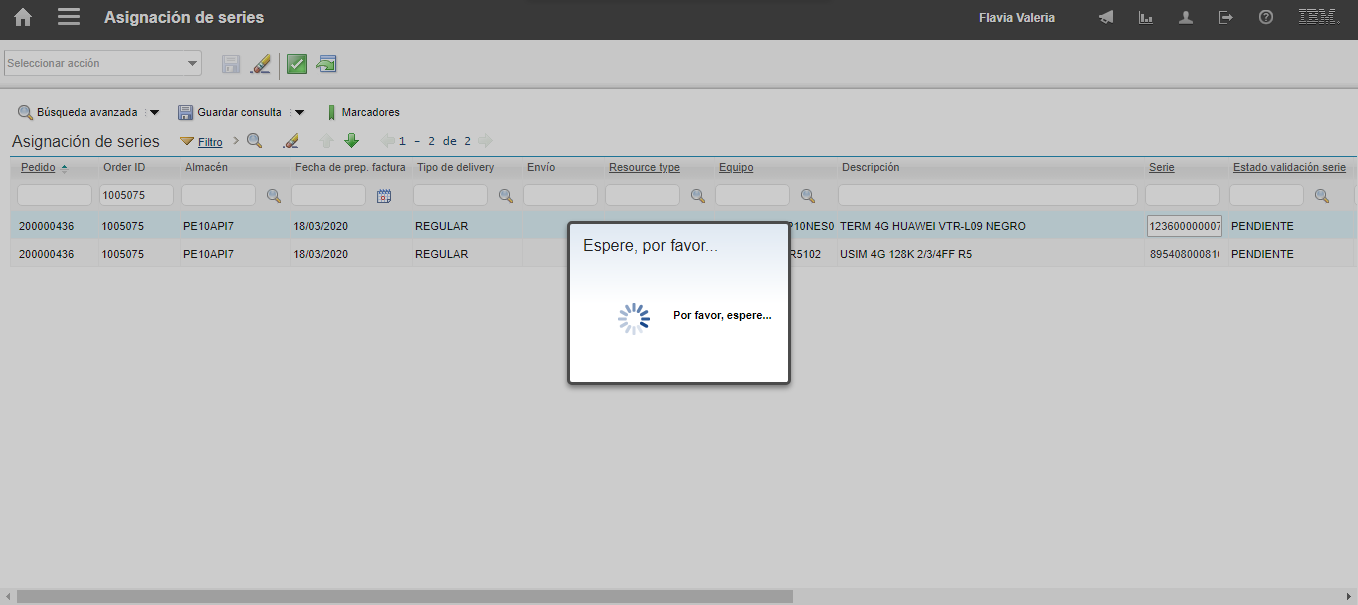 Asignación de series
Flavia Valeria
IBM.
Seleccionar acción
Búsqueda avanzada
Guardar consulta
Marcadores
Asignación de series
Filtro
1 - 2 de 2
Pedido Order ID Almacén Fecha de prep. factura Tipo de delivery Envío Resource type Equipo Descripción Serie Estado validación serie
1005075
200000436 1005075 PE10API7 18/03/2020 REGULAR 10NES0 TERM 4G HUAWEI VTR-L09 NEGRO 123600000007 PENDIENTE
200000436 1005075 PE10API7 18/03/2020 REGULAR R5102 USIM 4G 128K 2/3/4FF R5 89540800081 PENDIENTE
Espere, por favor...
Por favor, espere...